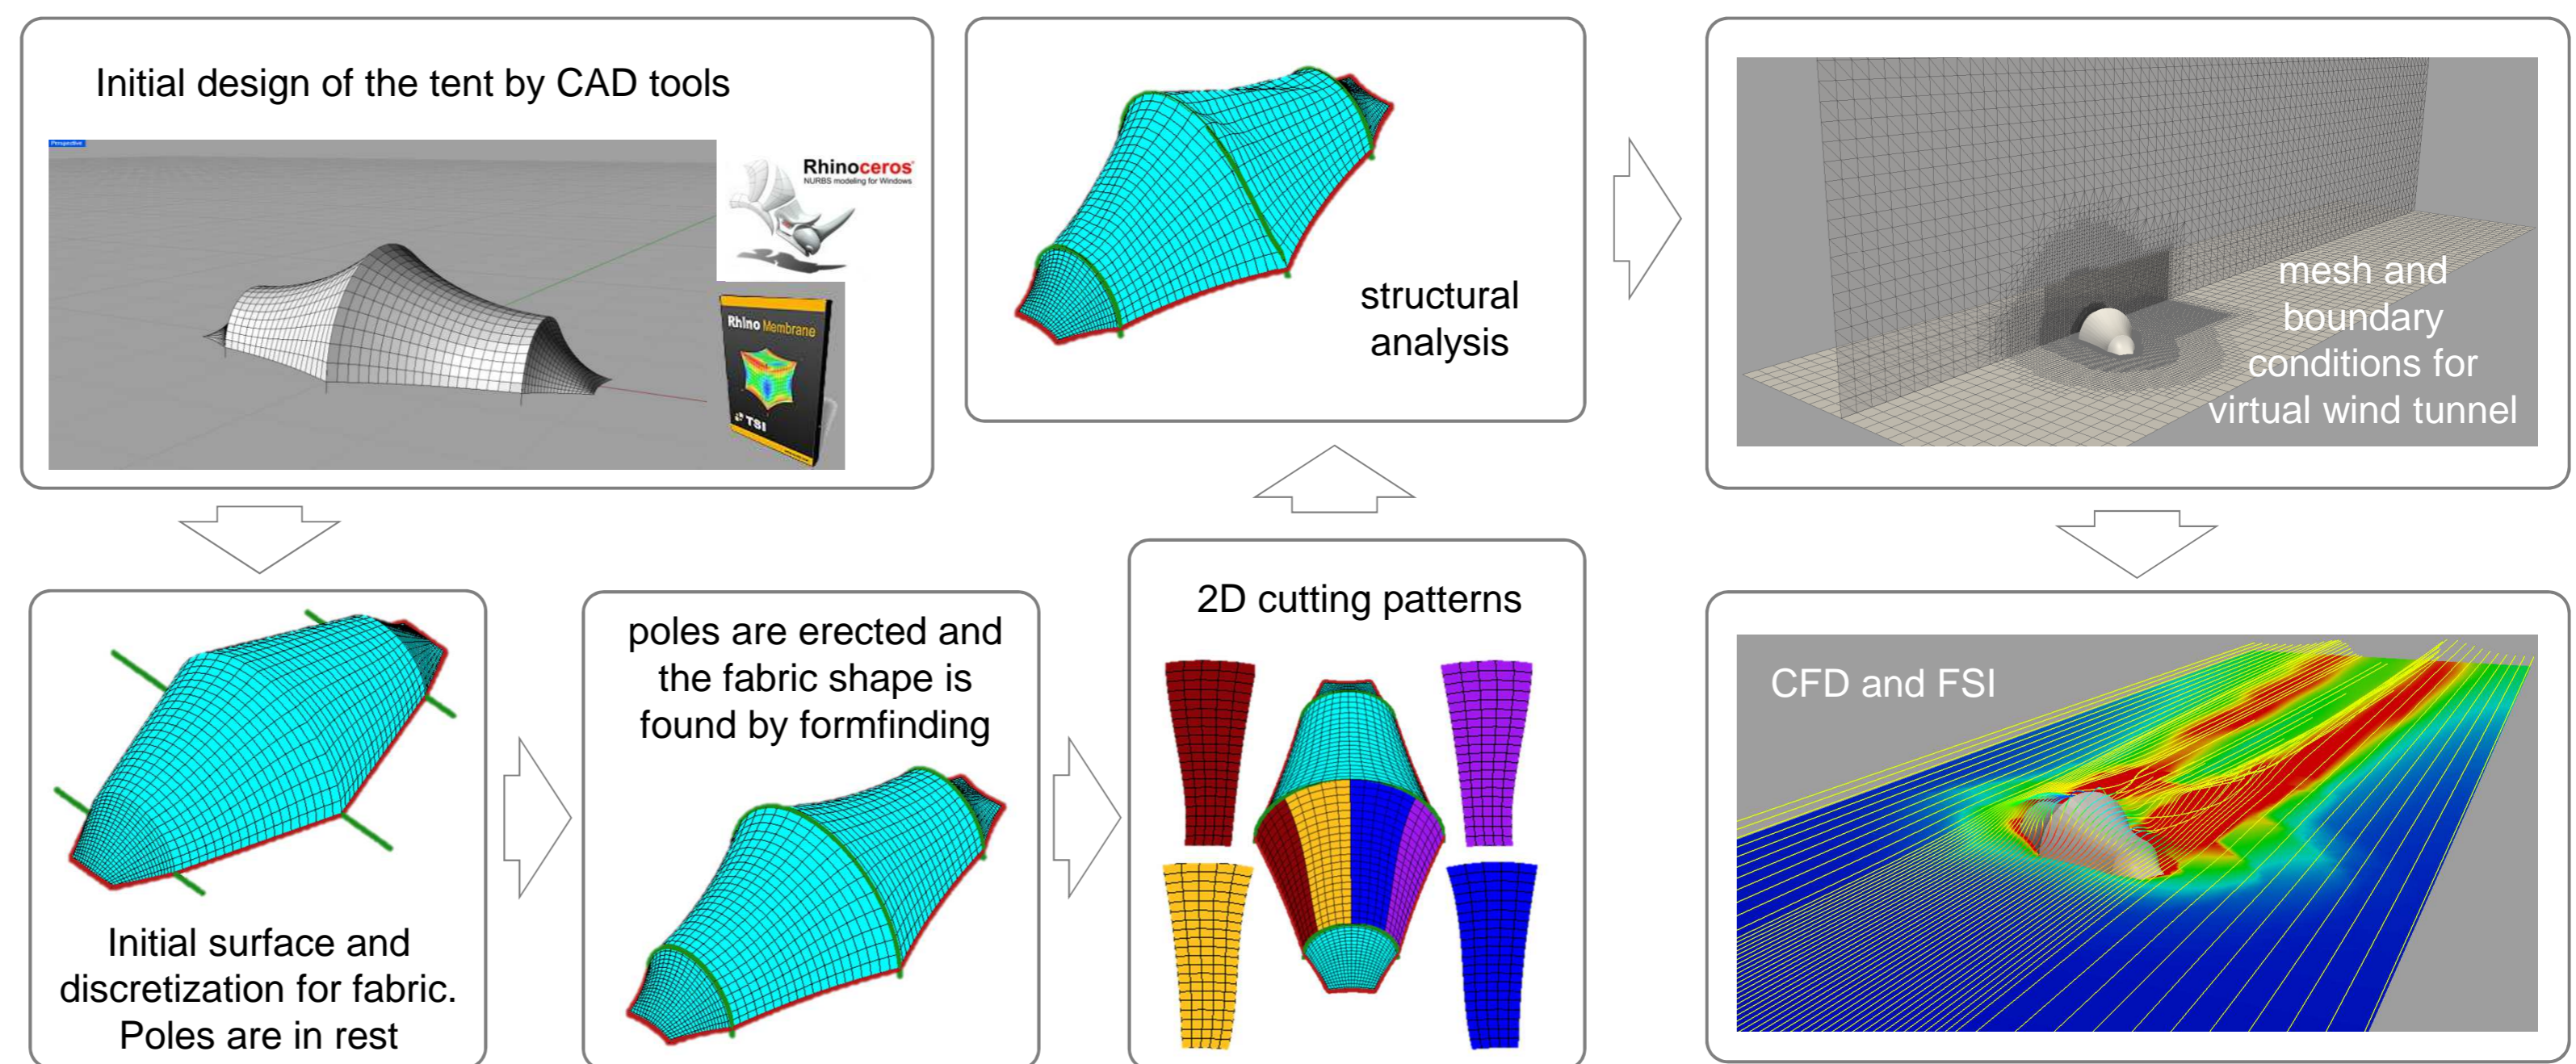 Initial design of the tent by CAD tools
Perspective
Rhinoceros®
NURBS modeling for Windows
Rhino Membrane
TSI
Initial surface and
discretization for fabric.
Poles are in rest
poles are erected and
the fabric shape is
found by formfinding
2D cutting patterns
structural
analysis
mesh and
boundary
conditions for
virtual wind tunnel
CFD and FSI